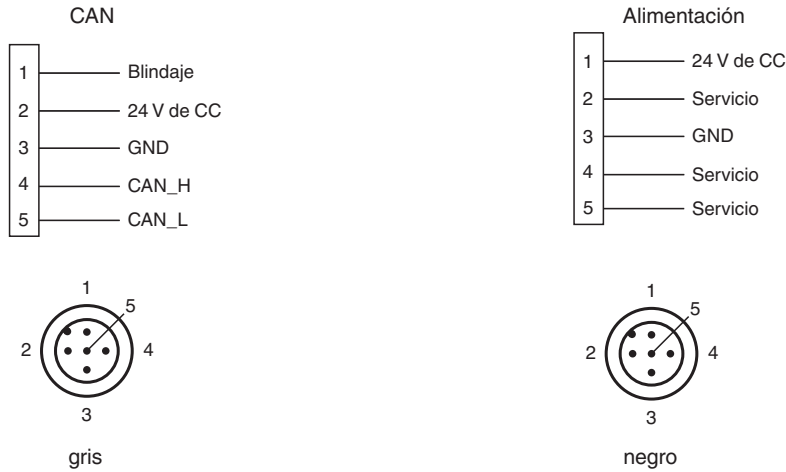 CAN
1 Blindaje
2 24 V de CC
3 GND
4 CAN_H
5 CAN_L
1
5
2
4
3
gris
Alimentación
1 24 V de CC
2 Servicio
3 GND
4 Servicio
5 Servicio
1
5
2
4
3
negro